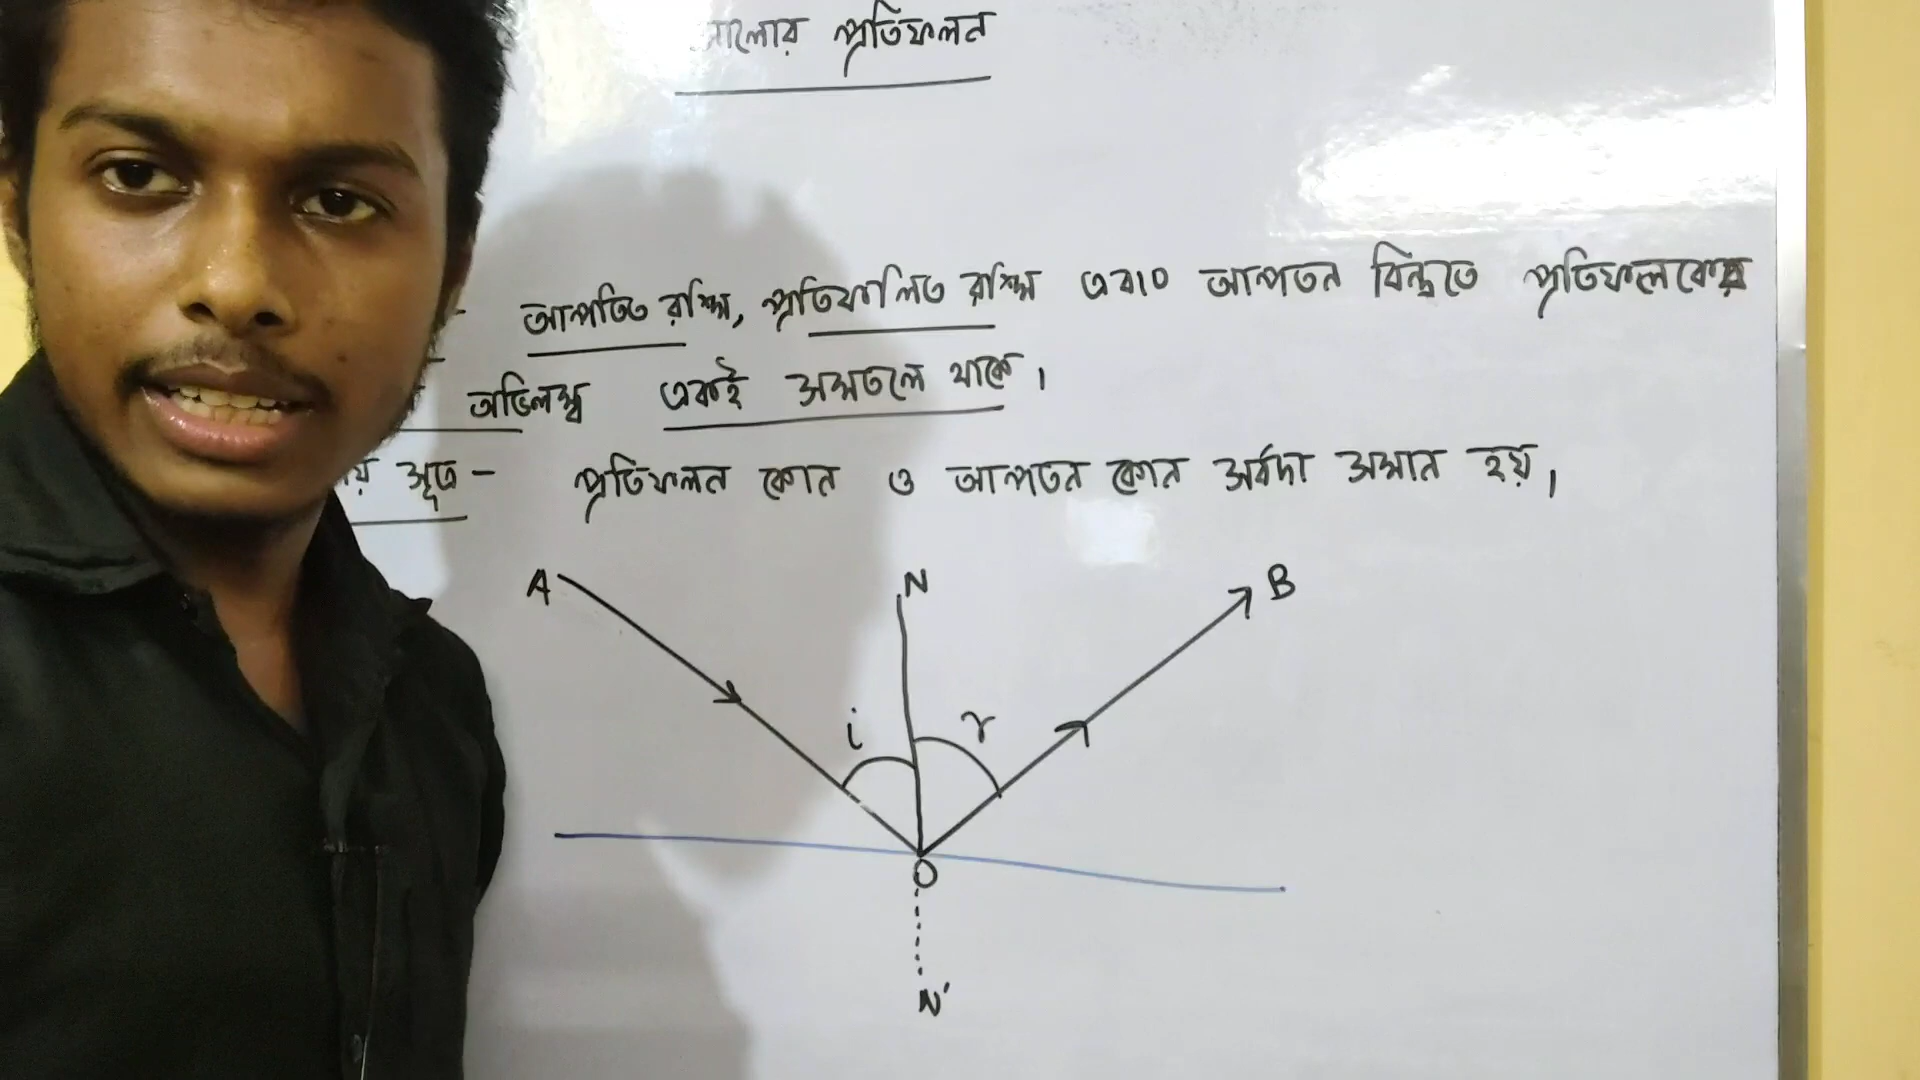 আলোর প্রতিফলন
- আপতিত রশ্মি, প্রতিফলিত রশ্মি এবং আপতন বিন্দুতে প্রতিফলকের
অভিলম্ব একই সমতলে থাকে।
য় সূত্র - প্রতিফলন কোন ও আপতন কোন সর্বদা সমান হয়।
A N B
i r
O
N'